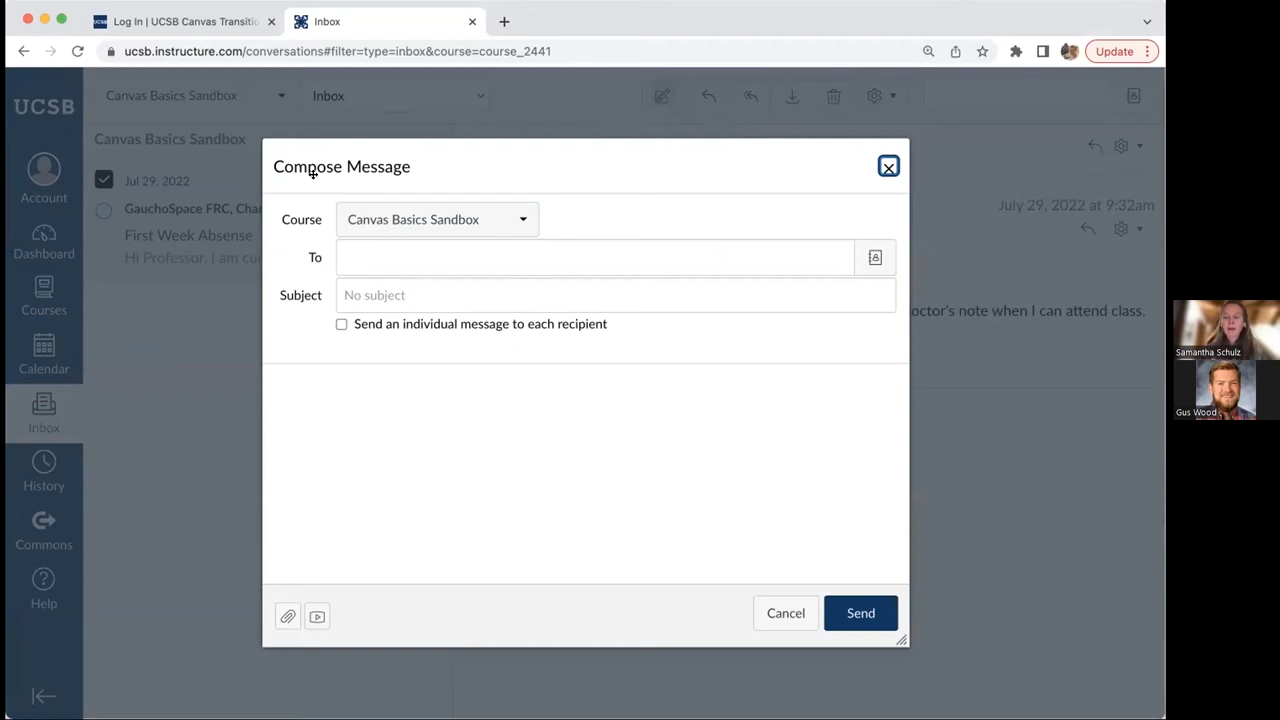 Log In | UCSB Canvas Transitio
Inbox
ucsb.instructure.com/conversations#filter=type=inbox&course=course_2441
Update
UCSB
Canvas Basics Sandbox
Inbox
Canvas Basics Sandbox
Jul 29, 2022
GauchoSpace FRC, Char
First Week Absense
Hi Professor, I am cu
July 29, 2022 at 9:32am
octor's note when I can attend class.
Account
Dashboard
Courses
Calendar
Inbox
History
Commons
Help
Compose Message
Course
Canvas Basics Sandbox
To
Subject
No subject
Send an individual message to each recipient
Cancel
Send
Samantha Schulz
Gus Wood